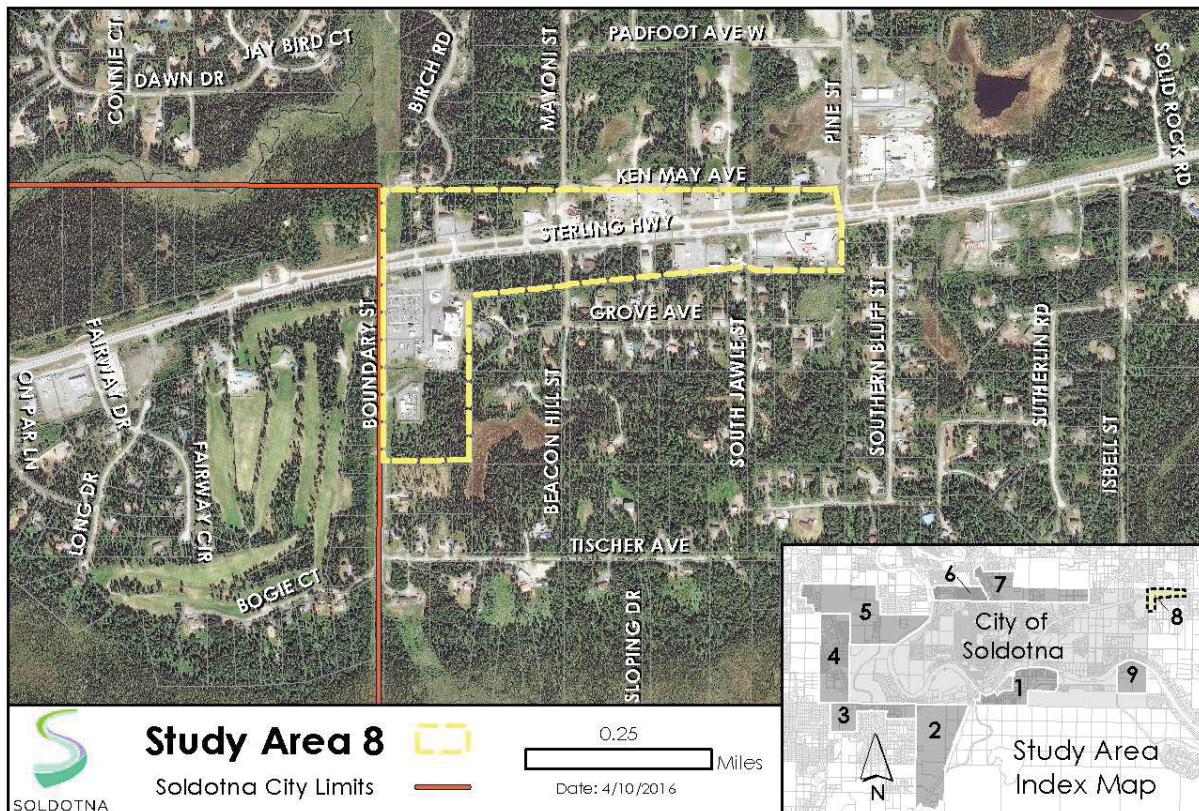 CONNIE CT
JAY BIRD CT
DAWN DR
BIRCH RD
MAYONI ST
PADFOOT AVE W
PINE ST
SOLID ROCK RD
KEN MAY AVE
STERLING HWY
BOUNDARY ST
GROVE AVE
FAIRWAY DR
ON PAR LN
LONG DR
FAIRWAY CIR
BOGIE CT
BEACON HILL ST
SOUTH JAWLE ST
SOUTHERN BLUFF ST
SUTHERLIN RD
ISBELL ST
TISCHER AVE
SLOPING DR
SOLDOTNA
Study Area 8
Soldotna City Limits
0.25
Miles
Date: 4/10/2016
6
7
5
8
City of
Soldotna
4
9
1
3
2
N
Study Area
Index Map